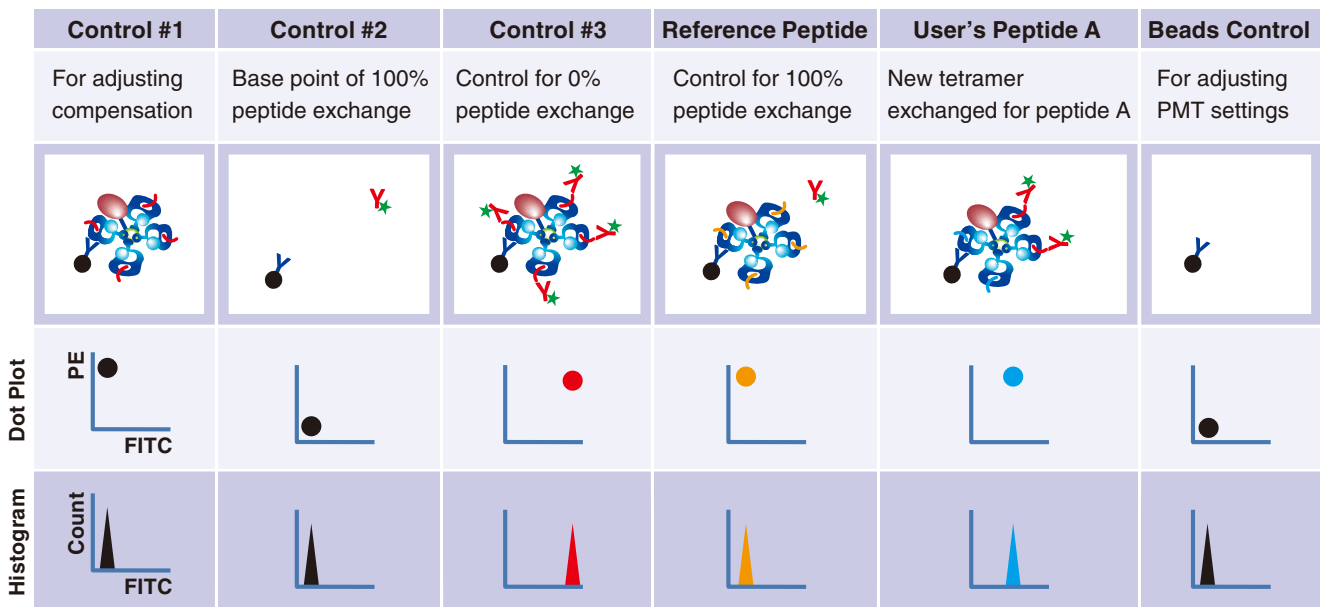 Control #1
Control #2
Control #3
Reference Peptide
User's Peptide A
Beads Control
For adjusting
compensation
Base point of 100%
peptide exchange
Control for 0%
peptide exchange
Control for 100%
peptide exchange
New tetramer
exchanged for peptide A
For adjusting
PMT settings
Dot Plot
PE
FITC
Histogram
Count
FITC